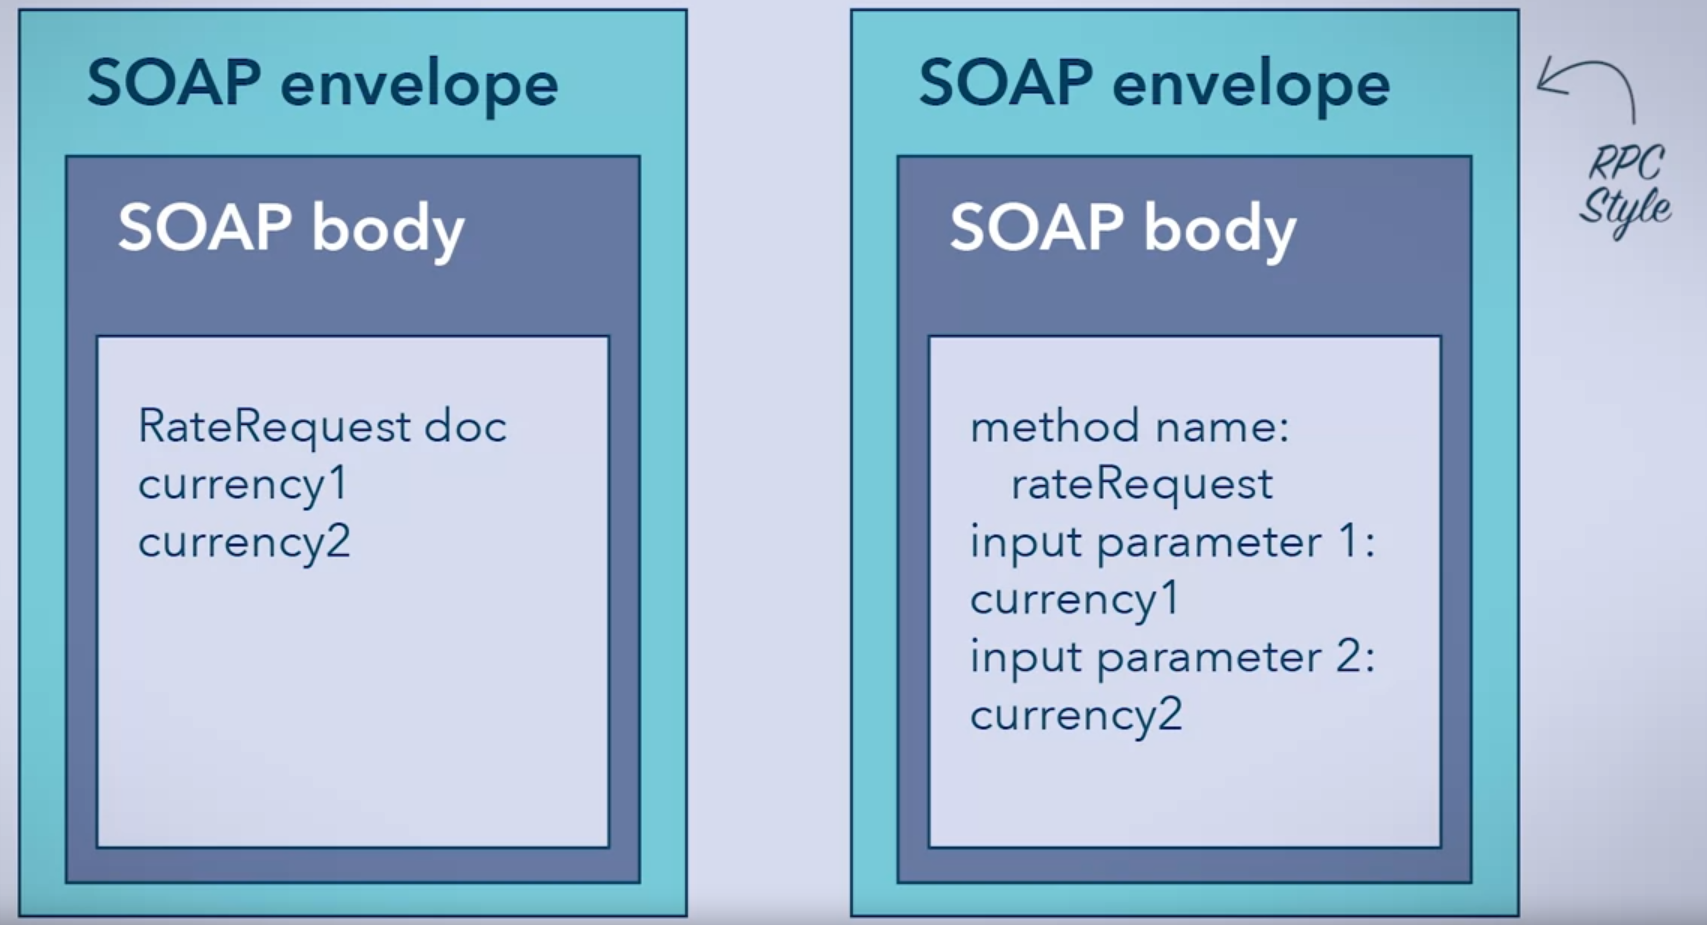 SOAP envelope
SOAP body
RateRequest doc
currency1
currency2
SOAP envelope
SOAP body
method name:
rateRequest
input parameter 1:
currency1
input parameter 2:
currency2
RPC
Style